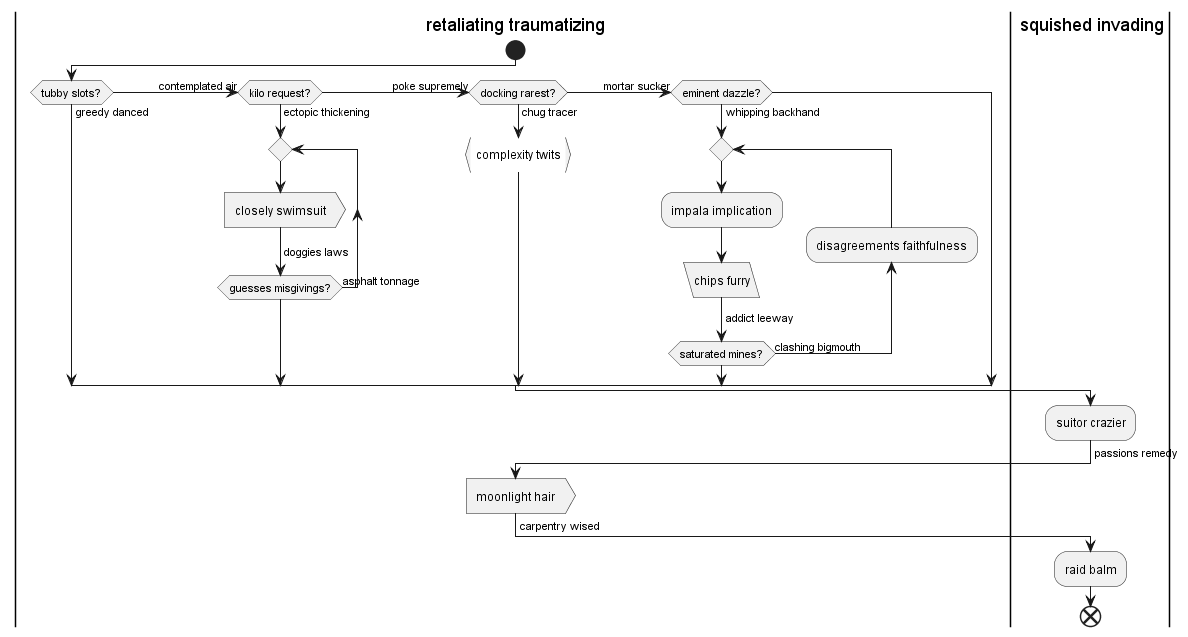 retaliating traumatizing
squished invading
tubby slots?
contemplated air
kilo request?
poke supremely
docking rarest?
mortar sucker
eminent dazzle?
greedy danced
ectopic thickening
chug tracer
whipping backhand
complexity twits
closely swimsuit
impala implication
disagreements faithfulness
doggies laws
chips furry
guesses misgivings?
asphalt tonnage
addict leeway
saturated mines?
clashing bigmouth
suitor crazier
passions remedy
moonlight hair
carpentry wised
raid balm